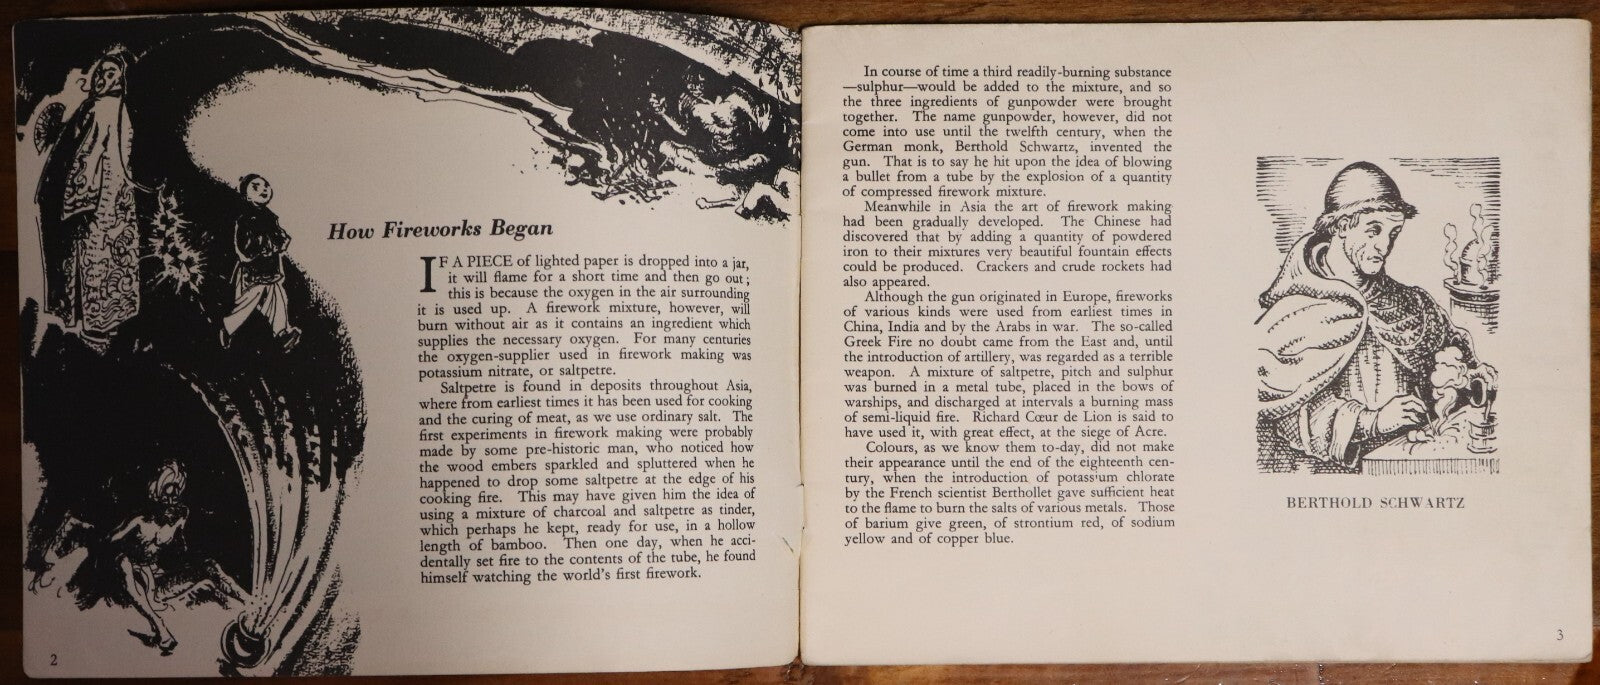 How Fireworks Began
IF A PIECE of lighted paper is dropped into a jar,
it will flame for a short time and then go out ;
this is because the oxygen in the air surrounding
it is used up. A firework mixture, however, will
burn without air as it contains an ingredient which
supplies the necessary oxygen. For many centuries
the oxygen-supplier used in firework making was
potassium nitrate, or saltpetre.
Saltpetre is found in deposits throughout Asia,
where from earliest times it has been used for cooking
and the curing of meat, as we use ordinary salt. The
first experiments in firework making were probably
made by some pre-historic man, who noticed how
the wood embers sparkled and spluttered when he
happened to drop some saltpetre at the edge of his
cooking fire. This may have given him the idea of
using a mixture of charcoal and saltpetre as tinder,
which perhaps he kept, ready for use, in a hollow
length of bamboo. Then one day, when he acci-
dentally set fire to the contents of the tube, he found
himself watching the world's first firework.
2
In course of time a third readily-burning substance
—sulphur—would be added to the mixture, and so
the three ingredients of gunpowder were brought
together. The name gunpowder, however, did not
come into use until the twelfth century, when the
German monk, Berthold Schwartz, invented the
gun. That is to say he hit upon the idea of blowing
a bullet from a tube by the explosion of a quantity
of compressed firework mixture.
Meanwhile in Asia the art of firework making
had been gradually developed. The Chinese had
discovered that by adding a quantity of powdered
iron to their mixtures very beautiful fountain effects
could be produced. Crackers and crude rockets had
also appeared.
Although the gun originated in Europe, fireworks
of various kinds were used from earliest times in
China, India and by the Arabs in war. The so-called
Greek Fire no doubt came from the East and, until
the introduction of artillery, was regarded as a terrible
weapon. A mixture of saltpetre, pitch and sulphur
was burned in a metal tube, placed in the bows of
warships, and discharged at intervals a burning mass
of semi-liquid fire. Richard Cœur de Lion is said to
have used it, with great effect, at the siege of Acre.
Colours, as we know them to-day, did not make
their appearance until the end of the eighteenth cen-
tury, when the introduction of potassium chlorate
by the French scientist Berthollet gave sufficient heat
to the flame to burn the salts of various metals. Those
of barium give green, of strontium red, of sodium
yellow and of copper blue.
BERTHOLD SCHWARTZ
3